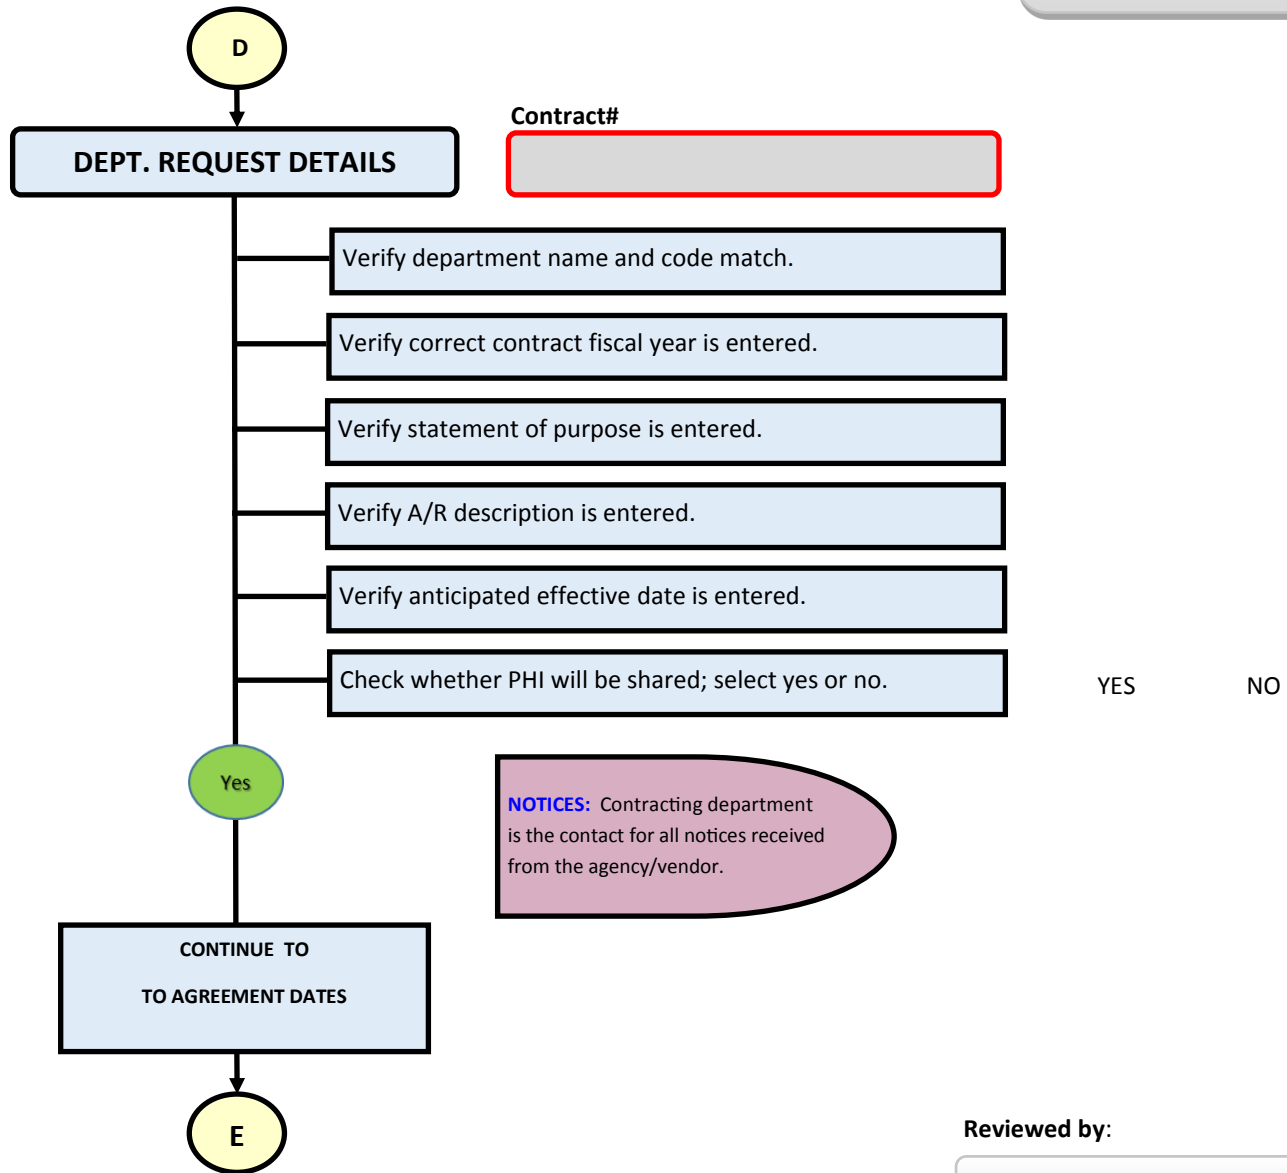 D
Contract#
DEPT. REQUEST DETAILS
Verify department name and code match.
Verify correct contract fiscal year is entered.
Verify statement of purpose is entered.
Verify A/R description is entered.
Verify anticipated effective date is entered.
Check whether PHI will be shared; select yes or no.
YES NO
Yes
NOTICES: Contracting department
is the contact for all notices received
from the agency/vendor.
CONTINUE TO
TO AGREEMENT DATES
E
Reviewed by: